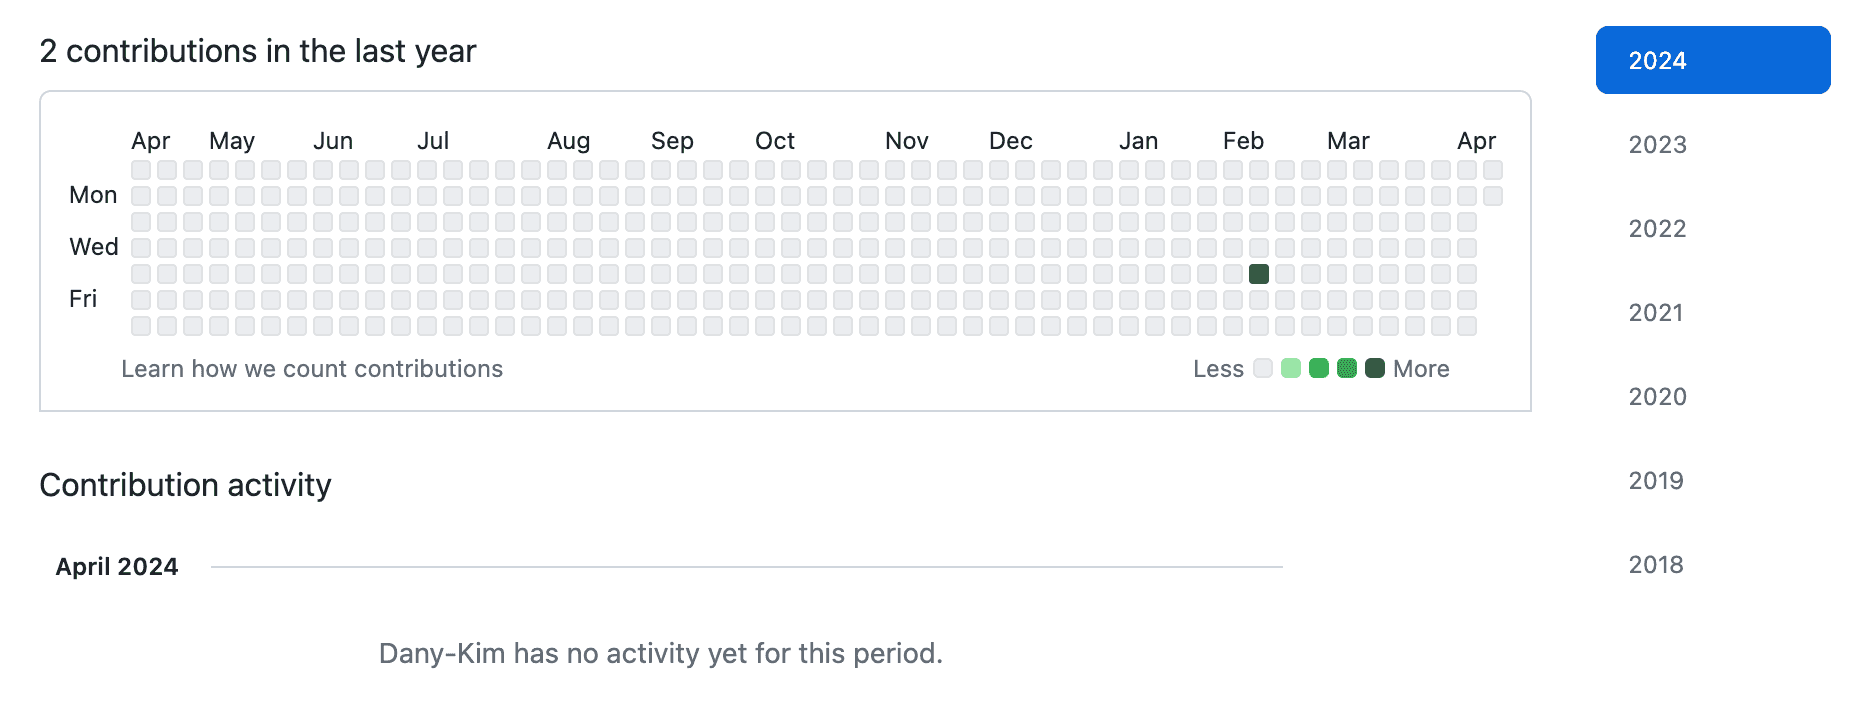 2 contributions in the last year
Apr May Jun Jul Aug Sep Oct Nov Dec Jan Feb Mar Apr
Mon
Wed
Fri
Learn how we count contributions
Less More
Contribution activity
April 2024
Dany-Kim has no activity yet for this period.
2024
2023
2022
2021
2020
2019
2018